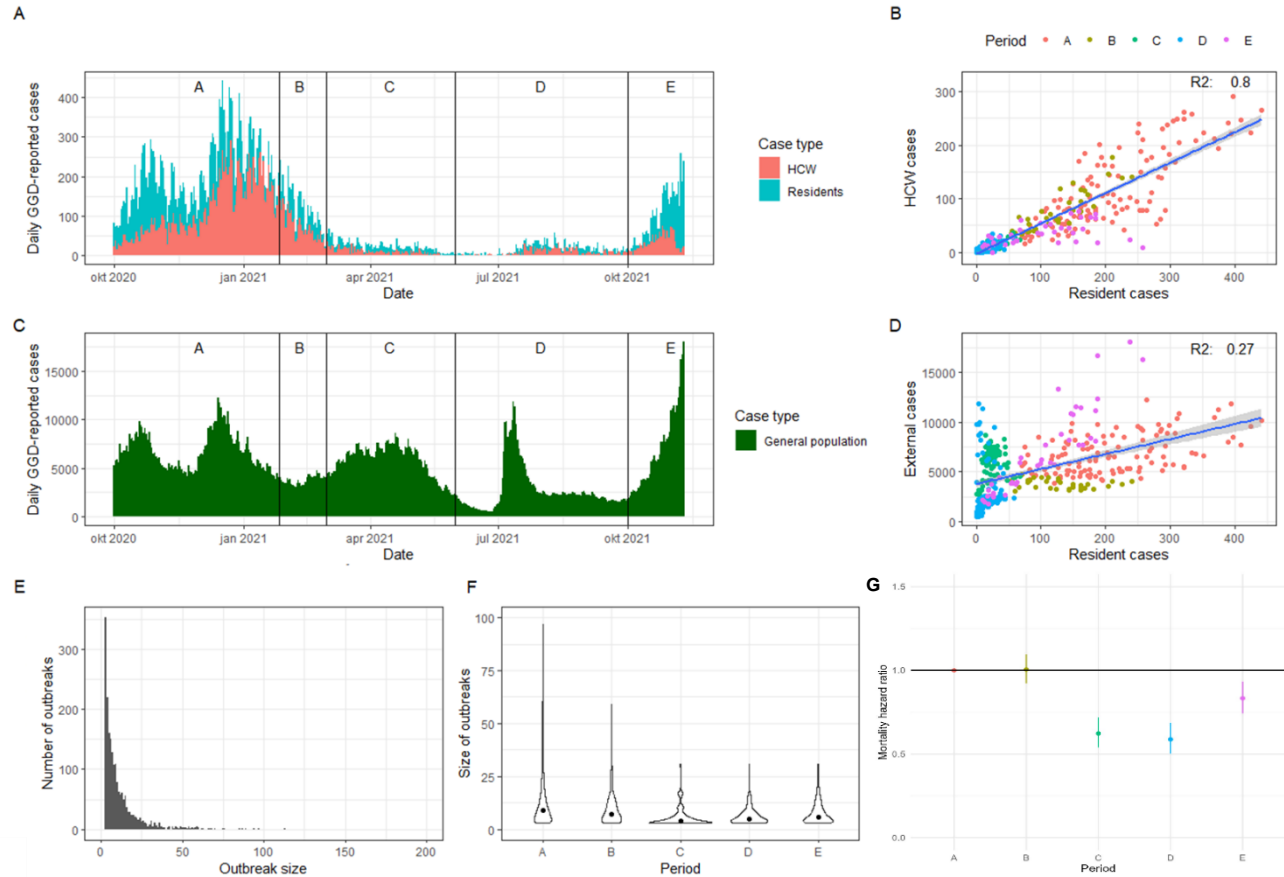 A
Daily GGD-reported cases
400
300
200
100
0
A B C D E
okt 2020 jan 2021 apr 2021 jul 2021 okt 2021
Date
Case type
HCW
Residents
B
Period A B C D E
R2: 0.8
HCW cases
300
200
100
0
0 100 200 300 400
Resident cases
C
Daily GGD-reported cases
15000
10000
5000
0
A B C D E
okt 2020 jan 2021 apr 2021 jul 2021 okt 2021
Date
Case type
General population
D
R2: 0.27
External cases
15000
10000
5000
0
0 100 200 300 400
Resident cases
E
Number of outbreaks
300
200
100
0
0 50 100 150 200
Outbreak size
F
Size of outbreaks
100
75
50
25
0
A B C D E
Period
G
Mortality hazard ratio
1.5
1.0
0.5
0.0
A B C D E
Period